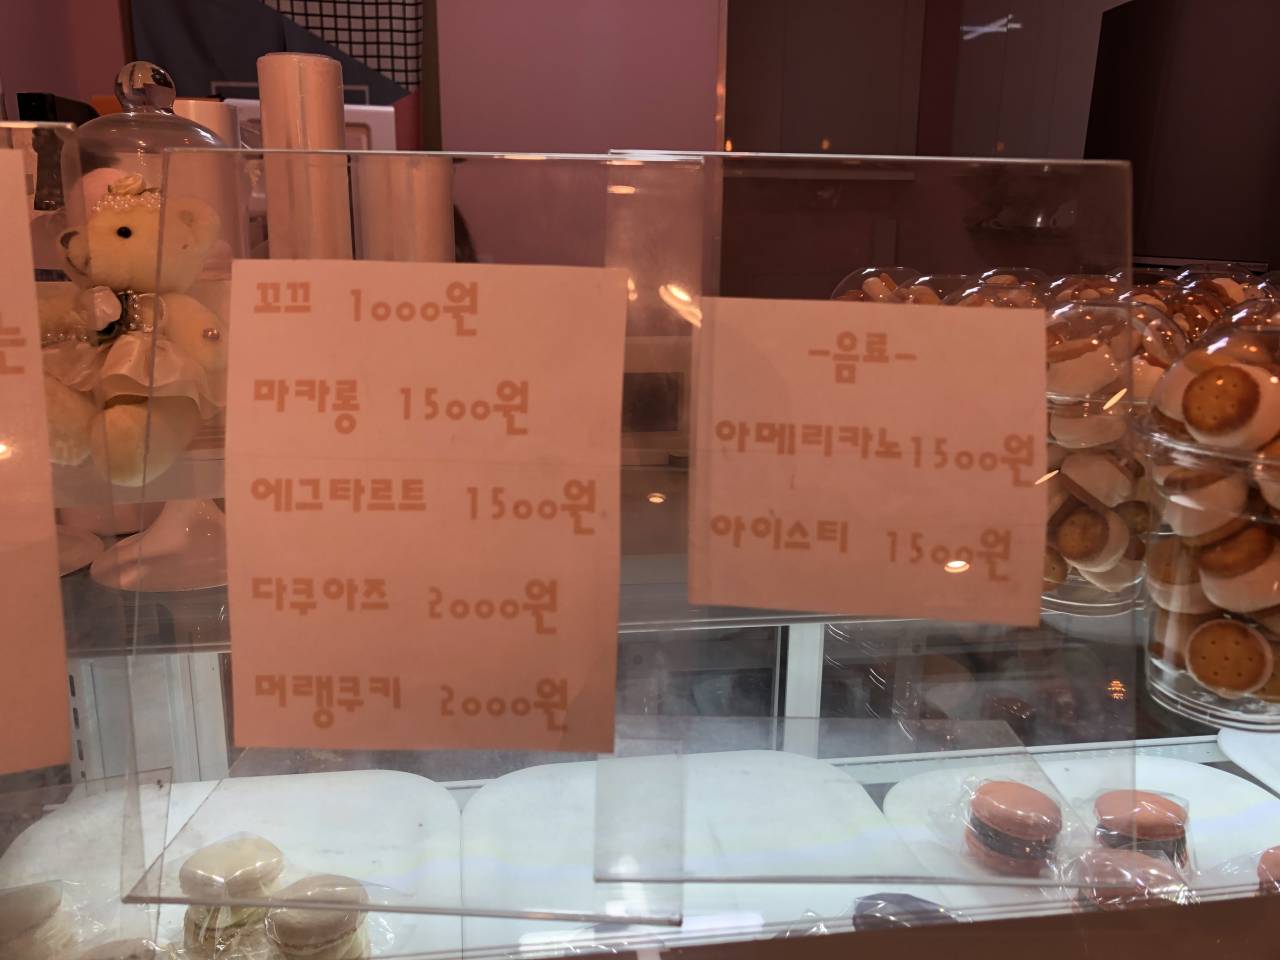 는
꼬끄 1000원
마카롱 1500원
에그타르트 1500원
다쿠아즈 2000원
머랭쿠키 2000원
-음료-
아메리카노 1500원
아이스티 1500원